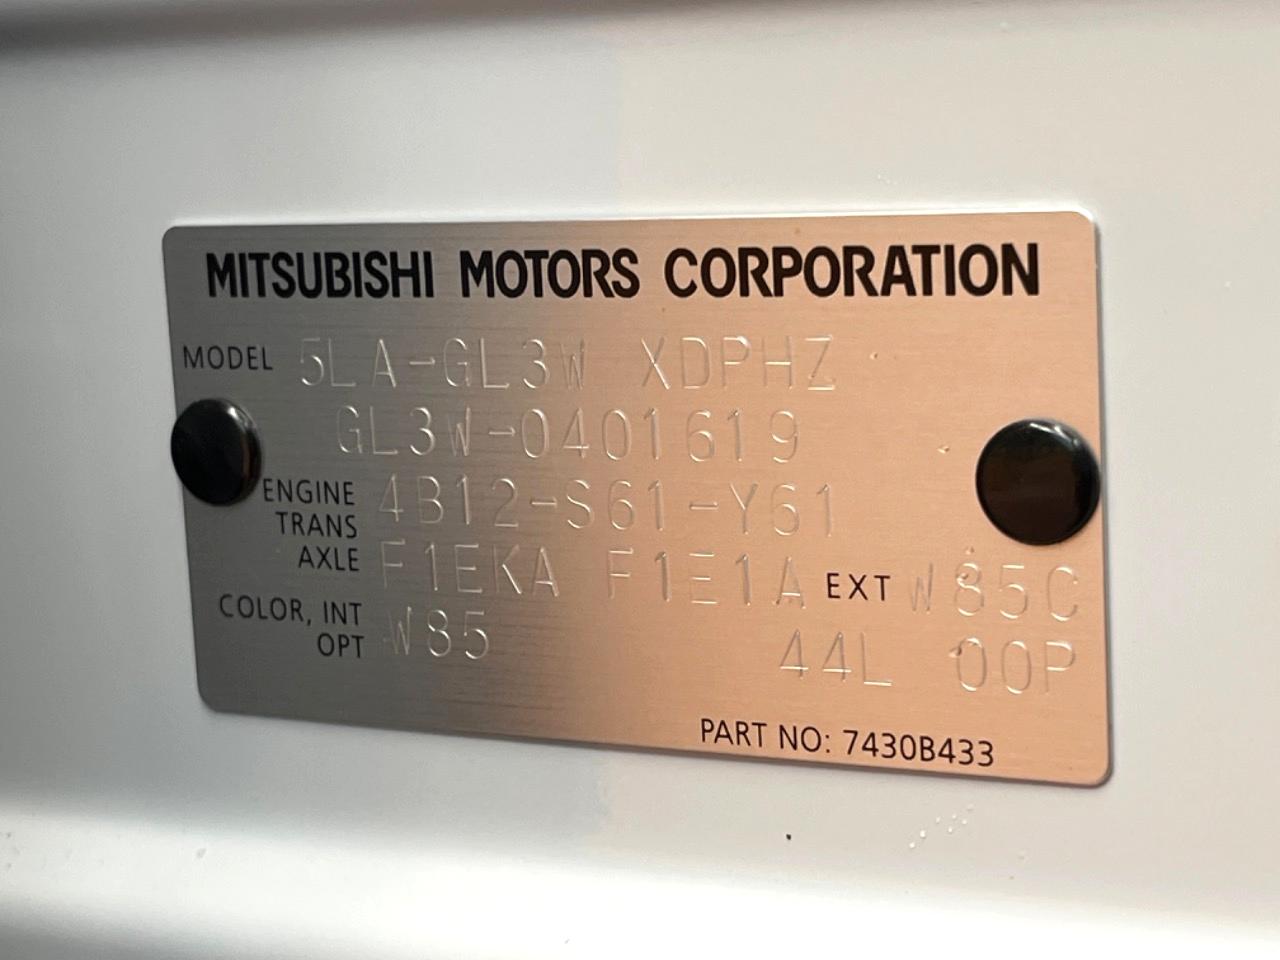 MITSUBISHI MOTORS CORPORATION
MODEL 5LA-GL3W XDPHZ
GL3W-0401619
ENGINE 4B12-S61-Y61
TRANS
AXLE F1EKA F1E1A EXT W85C
COLOR, INT W85
OPT 44L 00P
PART NO: 7430B433